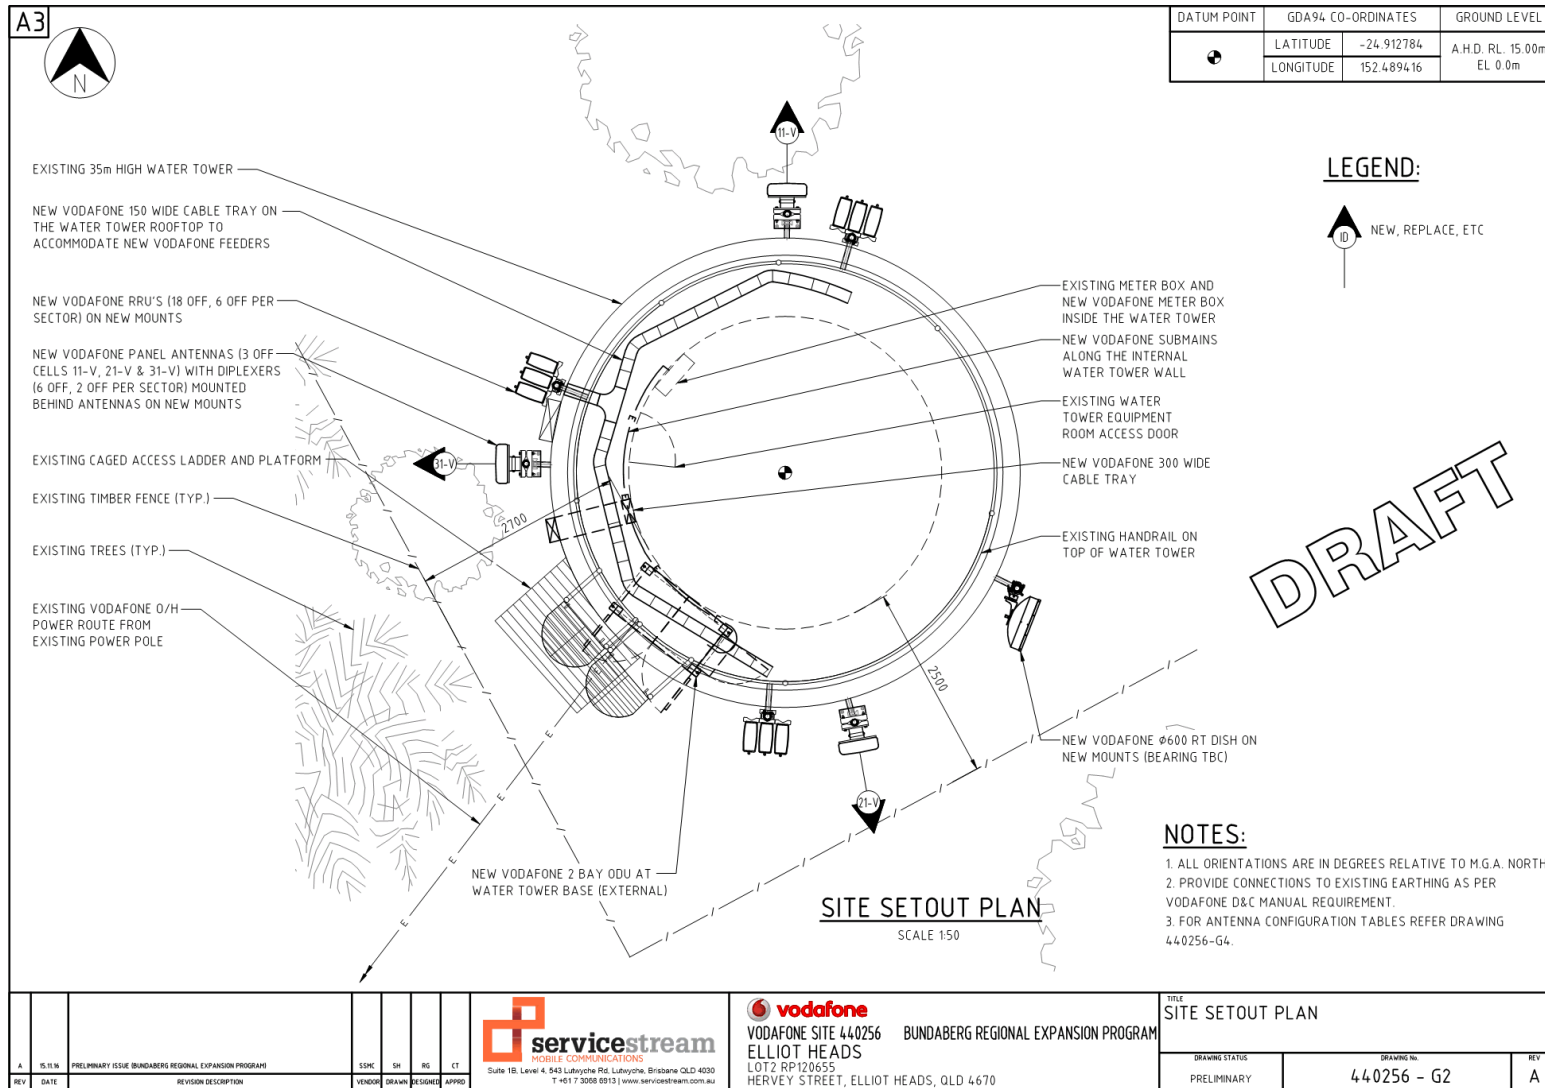 A3
N
DATUM POINT
GDA94 CO-ORDINATES
GROUND LEVEL
LATITUDE
-24.912784
A.H.D. RL. 15.00m
EL 0.0m
LONGITUDE
152.489416
11-V
EXISTING 35m HIGH WATER TOWER
NEW VODAFONE 150 WIDE CABLE TRAY ON
THE WATER TOWER ROOFTOP TO
ACCOMMODATE NEW VODAFONE FEEDERS
NEW VODAFONE RRU'S (18 OFF, 6 OFF PER
SECTOR) ON NEW MOUNTS
NEW VODAFONE PANEL ANTENNAS (3 OFF
CELLS 11-V, 21-V & 31-V) WITH DIPLEXERS
(6 OFF, 2 OFF PER SECTOR) MOUNTED
BEHIND ANTENNAS ON NEW MOUNTS
EXISTING CAGED ACCESS LADDER AND PLATFORM
EXISTING TIMBER FENCE (TYP.)
EXISTING TREES (TYP.)
EXISTING VODAFONE O/H
POWER ROUTE FROM
EXISTING POWER POLE
31-V
2700
E
E
E
E
E
NEW VODAFONE 2 BAY ODU AT
WATER TOWER BASE (EXTERNAL)
EXISTING METER BOX AND
NEW VODAFONE METER BOX
INSIDE THE WATER TOWER
NEW VODAFONE SUBMAINS
ALONG THE INTERNAL
WATER TOWER WALL
EXISTING WATER
TOWER EQUIPMENT
ROOM ACCESS DOOR
NEW VODAFONE 300 WIDE
CABLE TRAY
EXISTING HANDRAIL ON
TOP OF WATER TOWER
2500
NEW VODAFONE Ø600 RT DISH ON
NEW MOUNTS (BEARING TBC)
21-V
LEGEND:
ID
NEW, REPLACE, ETC
DRAFT
SITE SETOUT PLAN
SCALE 1:50
NOTES:
1. ALL ORIENTATIONS ARE IN DEGREES RELATIVE TO M.G.A. NORTH
2. PROVIDE CONNECTIONS TO EXISTING EARTHING AS PER
VODAFONE D&C MANUAL REQUIREMENT.
3. FOR ANTENNA CONFIGURATION TABLES REFER DRAWING
440256-G4.
A
15.11.16
PRELIMINARY ISSUE (BUNDABERG REGIONAL EXPANSION PROGRAM)
SSMC
SH
RG
CT
REV
DATE
REVISION DESCRIPTION
VENDOR
DRAWN
DESIGNED
APPRD
servicestream
MOBILE COMMUNICATIONS
Suite 1B, Level 4, 543 Lutwyche Rd, Lutwyche, Brisbane QLD 4030
T +61 7 3068 6913 | www.servicestream.com.au
vodafone
VODAFONE SITE 440256 BUNDABERG REGIONAL EXPANSION PROGRAM
ELLIOT HEADS
LOT2 RP120655
HERVEY STREET, ELLIOT HEADS, QLD 4670
TITLE
SITE SETOUT PLAN
DRAWING STATUS
PRELIMINARY
DRAWING No.
440256 - G2
REV
A